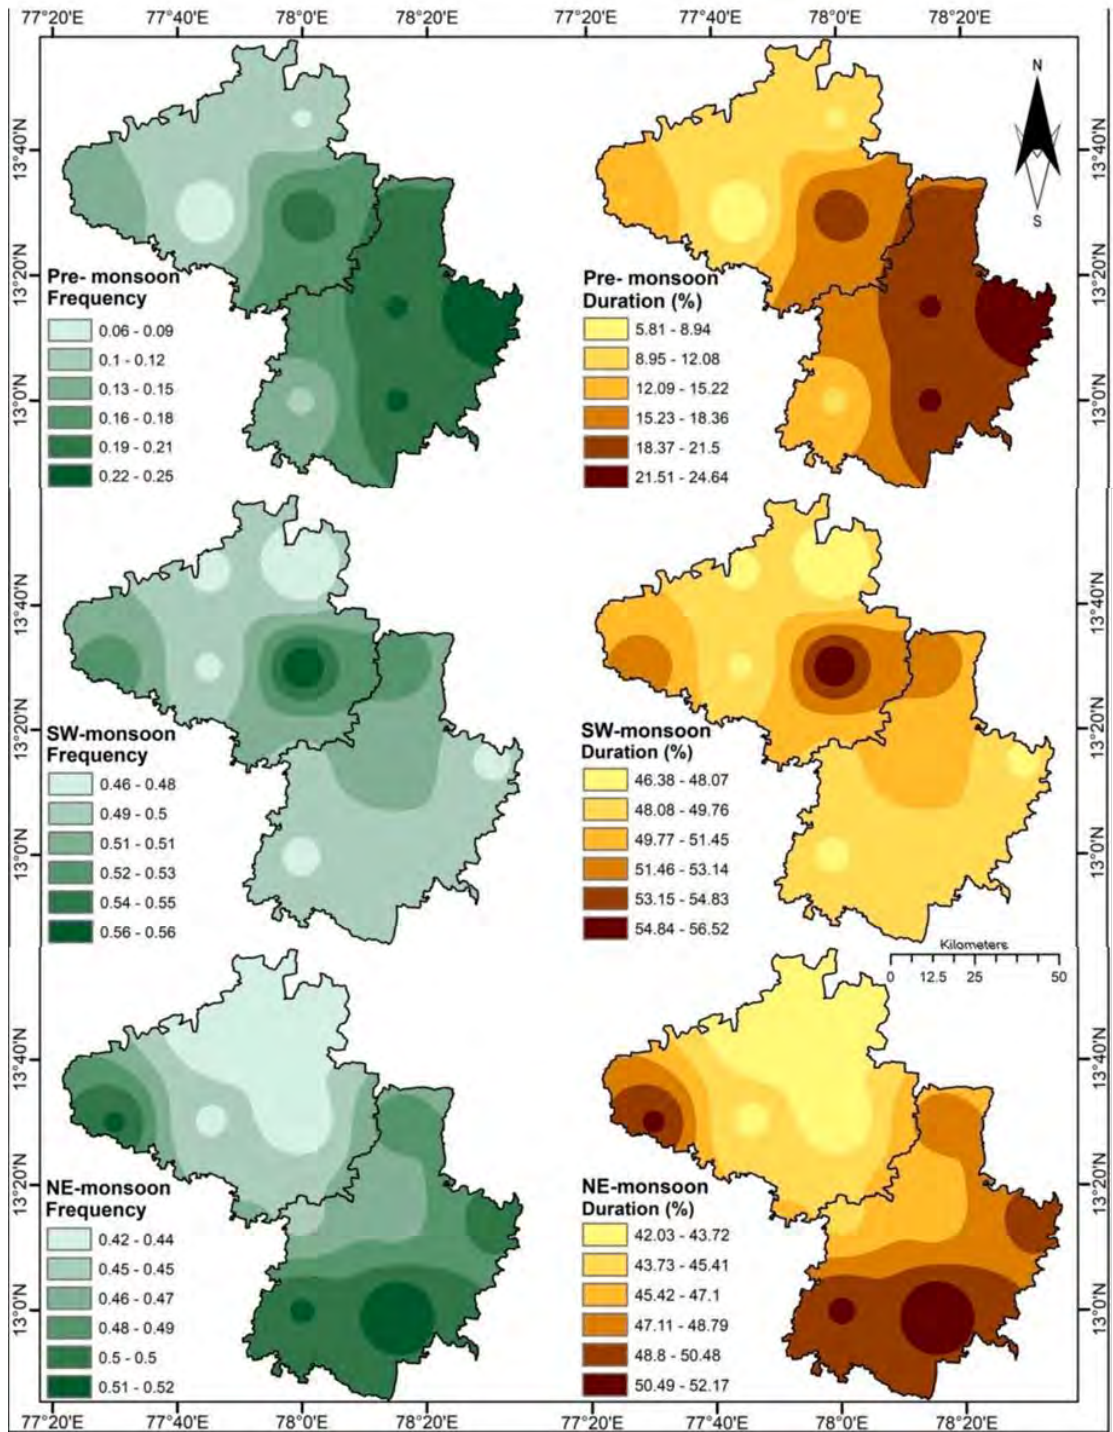 77°20'E 77°40'E 78°0'E 78°20'E 77°20'E 77°40'E 78°0'E 78°20'E
N
S
13°40'N
13°20'N
13°0'N
13°40'N
13°20'N
13°0'N
Pre- monsoon
Frequency
0.06 - 0.09
0.1 - 0.12
0.13 - 0.15
0.16 - 0.18
0.19 - 0.21
0.22 - 0.25
Pre- monsoon
Duration (%)
5.81 - 8.94
8.95 - 12.08
12.09 - 15.22
15.23 - 18.36
18.37 - 21.5
21.51 - 24.64
13°40'N
13°20'N
13°0'N
13°40'N
13°20'N
13°0'N
SW-monsoon
Frequency
0.46 - 0.48
0.49 - 0.5
0.51 - 0.51
0.52 - 0.53
0.54 - 0.55
0.56 - 0.56
SW-monsoon
Duration (%)
46.38 - 48.07
48.08 - 49.76
49.77 - 51.45
51.46 - 53.14
53.15 - 54.83
54.84 - 56.52
Kilometers
0 12.5 25 50
13°40'N
13°20'N
13°0'N
13°40'N
13°20'N
13°0'N
NE-monsoon
Frequency
0.42 - 0.44
0.45 - 0.45
0.46 - 0.47
0.48 - 0.49
0.5 - 0.5
0.51 - 0.52
NE-monsoon
Duration (%)
42.03 - 43.72
43.73 - 45.41
45.42 - 47.1
47.11 - 48.79
48.8 - 50.48
50.49 - 52.17
77°20'E 77°40'E 78°0'E 78°20'E 77°20'E 77°40'E 78°0'E 78°20'E